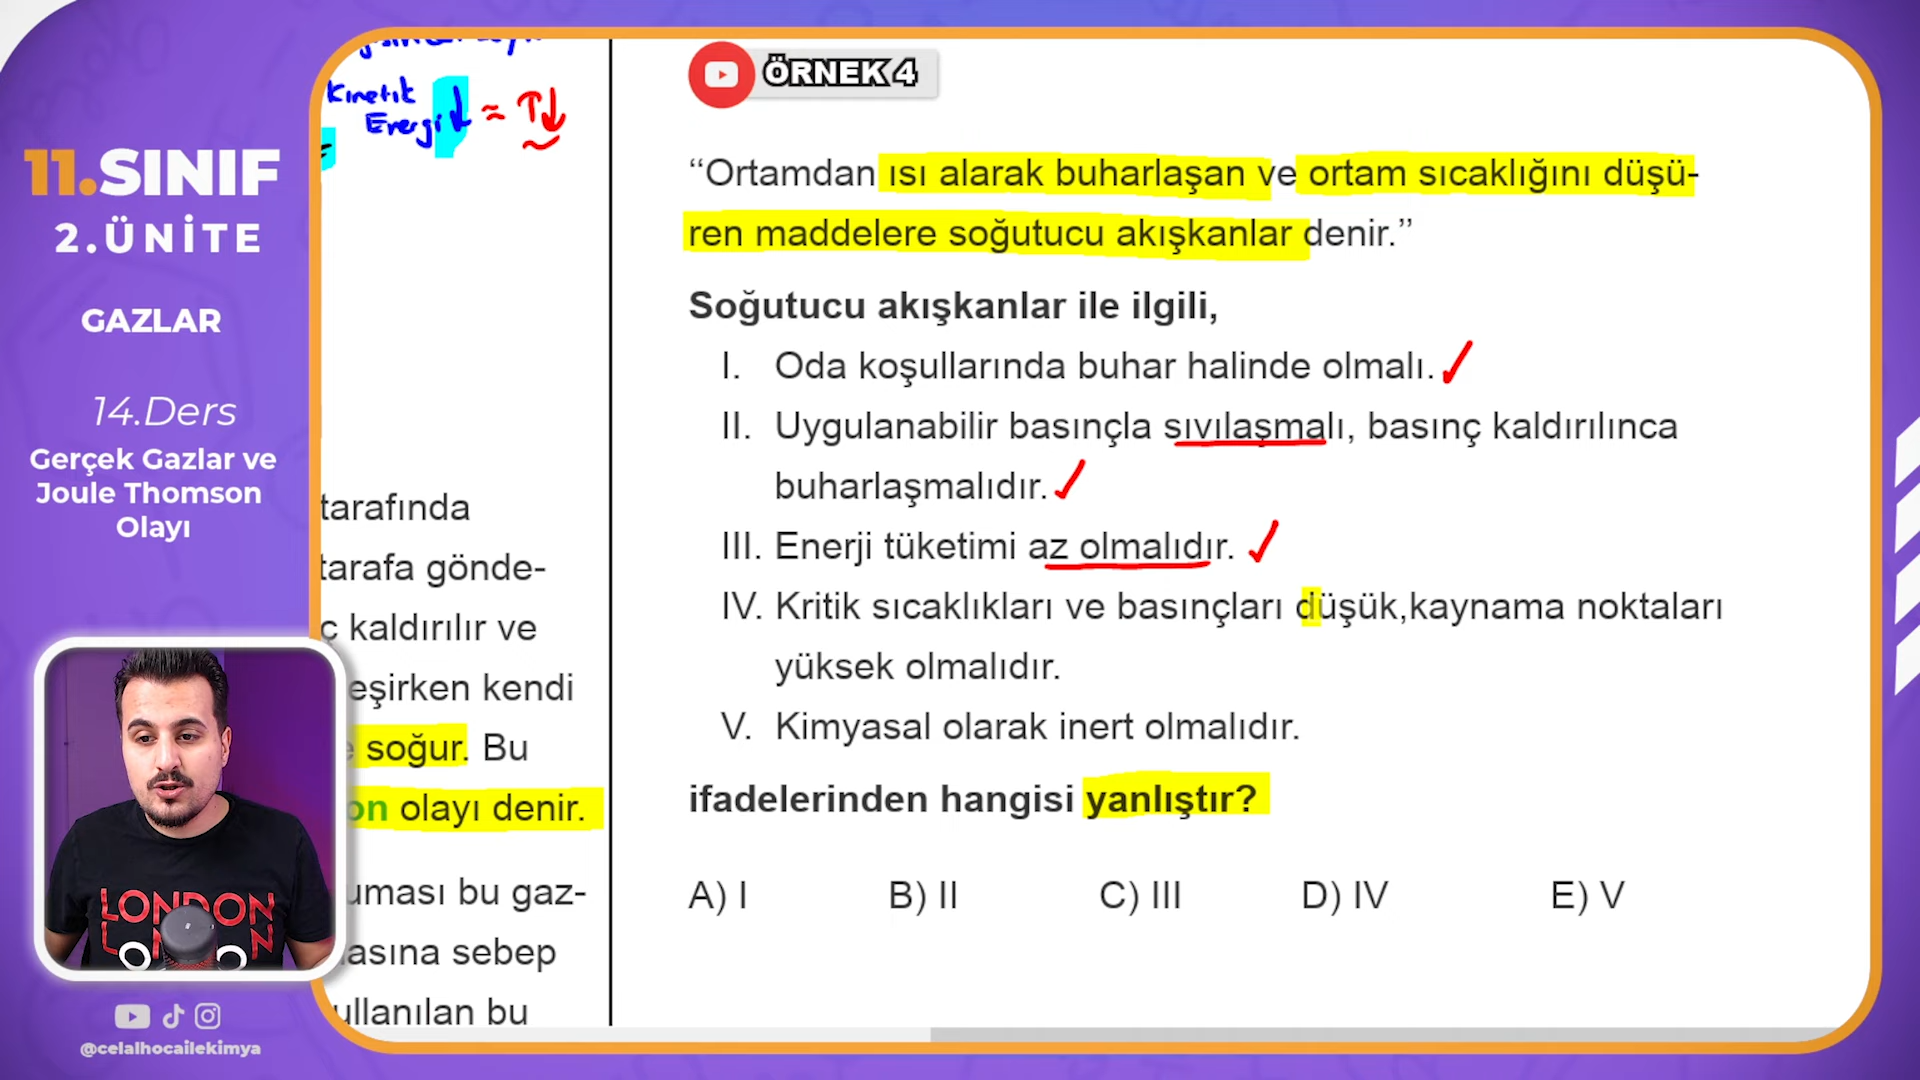 11.SINIF
2.ÜNİTE
GAZLAR
14.Ders
Gerçek Gazlar ve
Joule Thomson
Olayı
Kinetik
Enerji ↓ ≈ T↓
tarafında
tarafa gönde-
kaldırılır ve
eşirken kendi
soğur. Bu
on olayı denir.
uması bu gaz-
asına sebep
ullanılan bu
ÖRNEK 4
“Ortamdan ısı alarak buharlaşan ve ortam sıcaklığını düşü-
ren maddelere soğutucu akışkanlar denir.”
Soğutucu akışkanlar ile ilgili,
I. Oda koşullarında buhar halinde olmalı.
II. Uygulanabilir basınçla sıvılaşmalı, basınç kaldırılınca
buharlaşmalıdır.
III. Enerji tüketimi az olmalıdır.
IV. Kritik sıcaklıkları ve basınçları düşük,kaynama noktaları
yüksek olmalıdır.
V. Kimyasal olarak inert olmalıdır.
ifadelerinden hangisi yanlıştır?
A) I B) II C) III D) IV E) V
LONDON
@celalhocailekimya